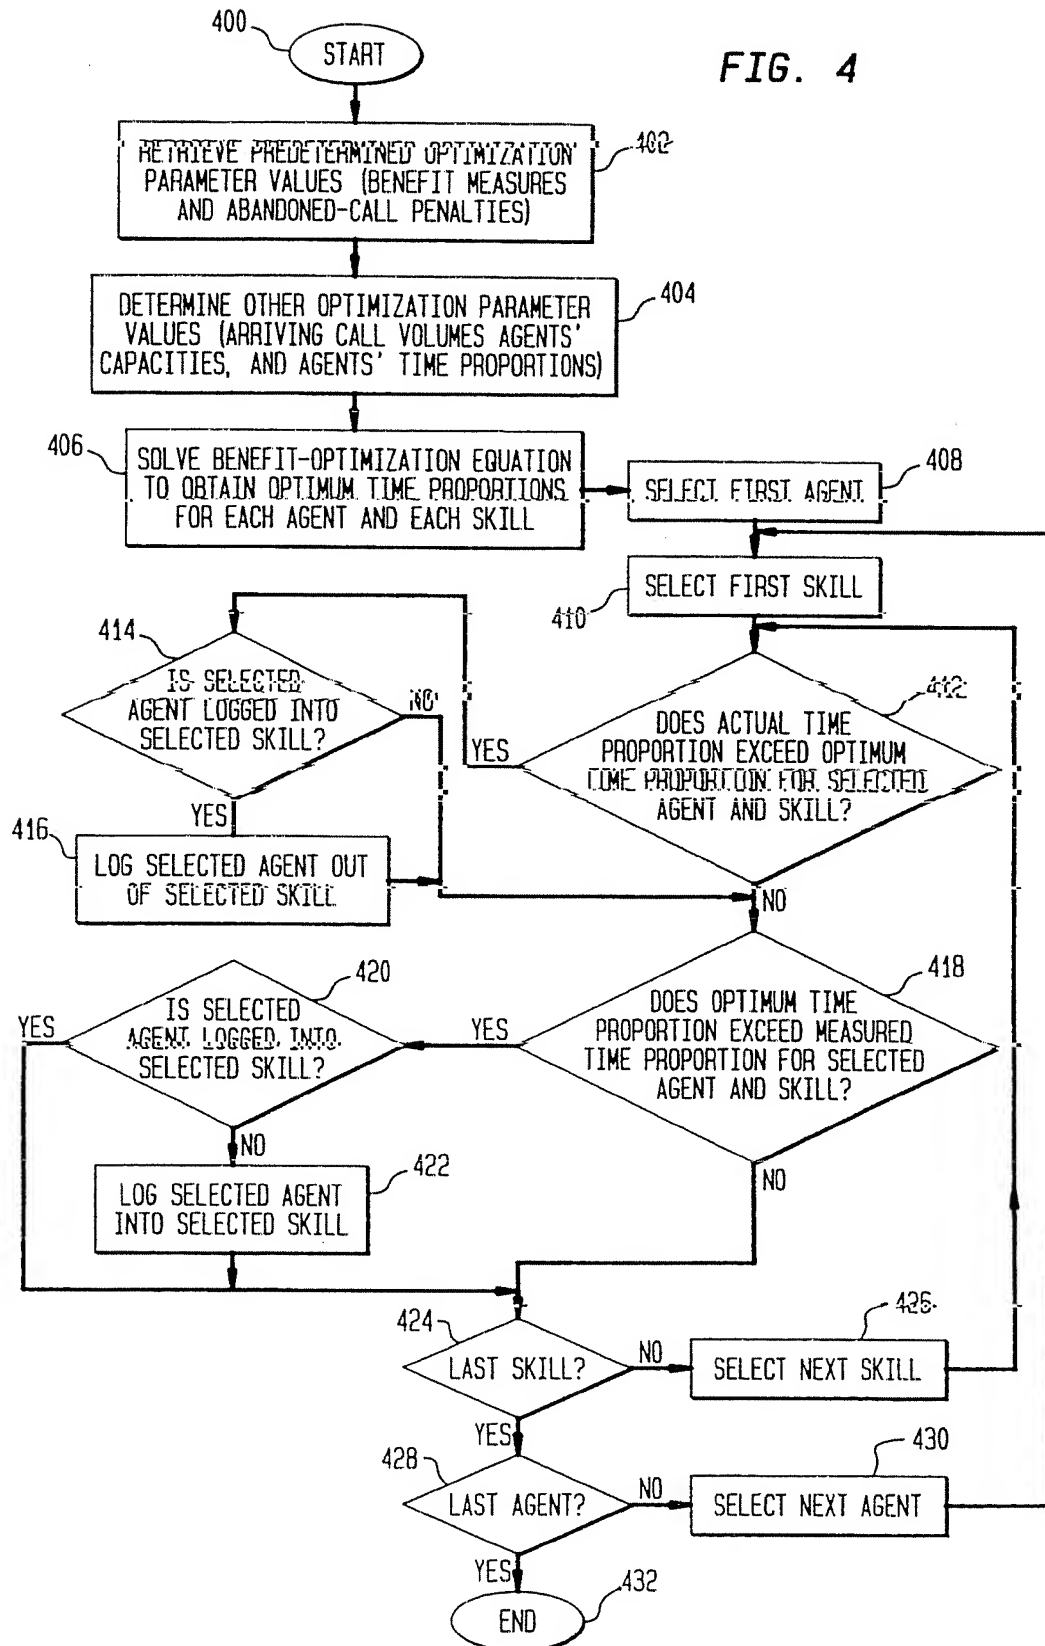 400
START
FIG. 4
402
RETRIEVE PREDETERMINED OPTIMIZATION
PARAMETER VALUES (BENEFIT MEASURES
AND ABANDONED-CALL PENALTIES)
404
DETERMINE OTHER OPTIMIZATION PARAMETER
VALUES (ARRIVING CALL VOLUMES AGENTS'
CAPACITIES, AND AGENTS' TIME PROPORTIONS)
406
SOLVE BENEFIT-OPTIMIZATION EQUATION
TO OBTAIN OPTIMUM TIME PROPORTIONS
FOR EACH AGENT AND EACH SKILL
408
SELECT FIRST AGENT
SELECT FIRST SKILL
410
414
IS SELECTED
AGENT LOGGED INTO
SELECTED SKILL?
NO
YES
412
DOES ACTUAL TIME
PROPORTION EXCEED OPTIMUM
TIME PROPORTION FOR SELECTED
AGENT AND SKILL?
YES
NO
416
LOG SELECTED AGENT OUT
OF SELECTED SKILL
420
IS SELECTED
AGENT LOGGED INTO
SELECTED SKILL?
YES
NO
418
DOES OPTIMUM TIME
PROPORTION EXCEED MEASURED
TIME PROPORTION FOR SELECTED
AGENT AND SKILL?
YES
NO
422
LOG SELECTED AGENT
INTO SELECTED SKILL
424
LAST SKILL?
NO
426
SELECT NEXT SKILL
YES
428
LAST AGENT?
NO
430
SELECT NEXT AGENT
YES
432
END